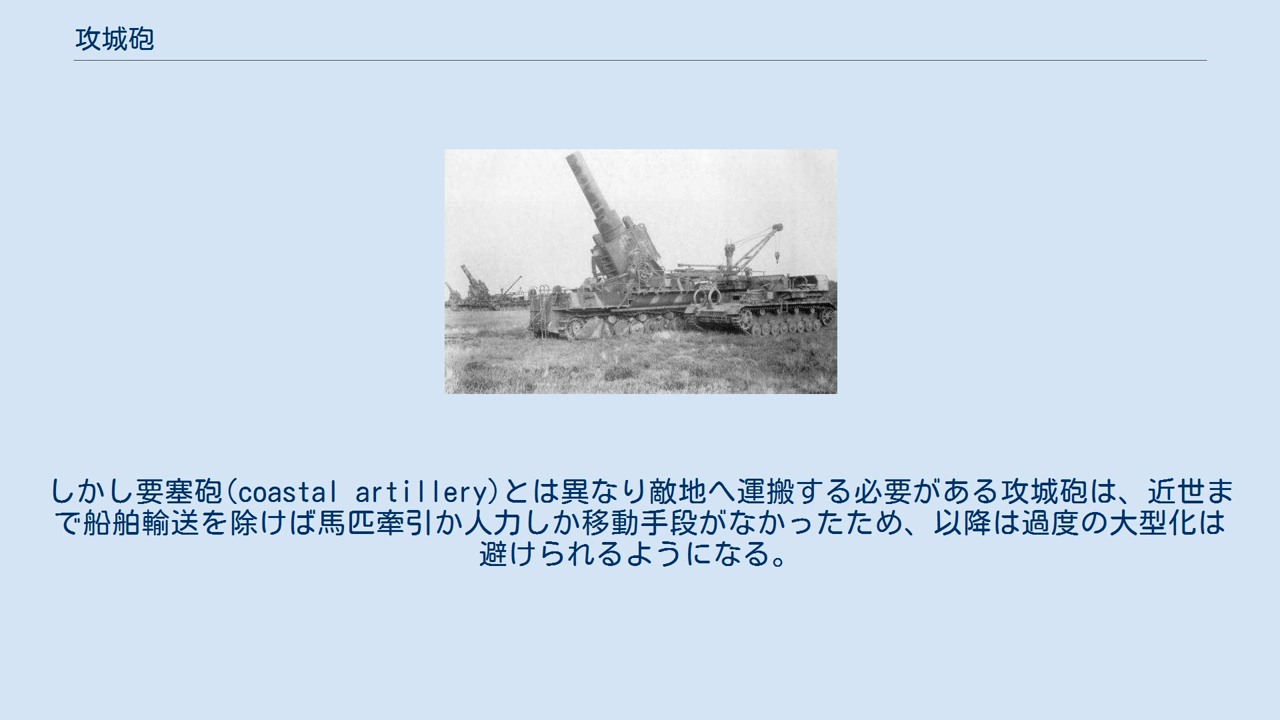 攻城砲
しかし要塞砲(coastal artillery)とは異なり敵地へ運搬する必要がある攻城砲は、近世ま
で船舶輸送を除けば馬匹牽引か人力しか移動手段がなかったため、以降は過度の大型化は
避けられるようになる。